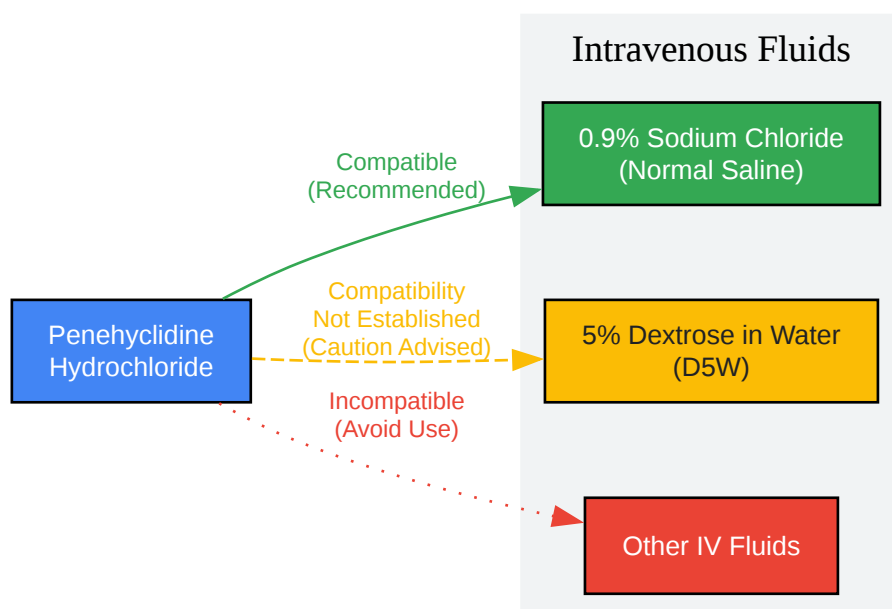 Intravenous Fluids
0.9% Sodium Chloride
(Normal Saline)
Compatible
(Recommended)
Compatibility
Not Established
(Caution Advised)
Penehyclidine
Hydrochloride
5% Dextrose in Water
(D5W)
Incompatible
(Avoid Use)
Other IV Fluids